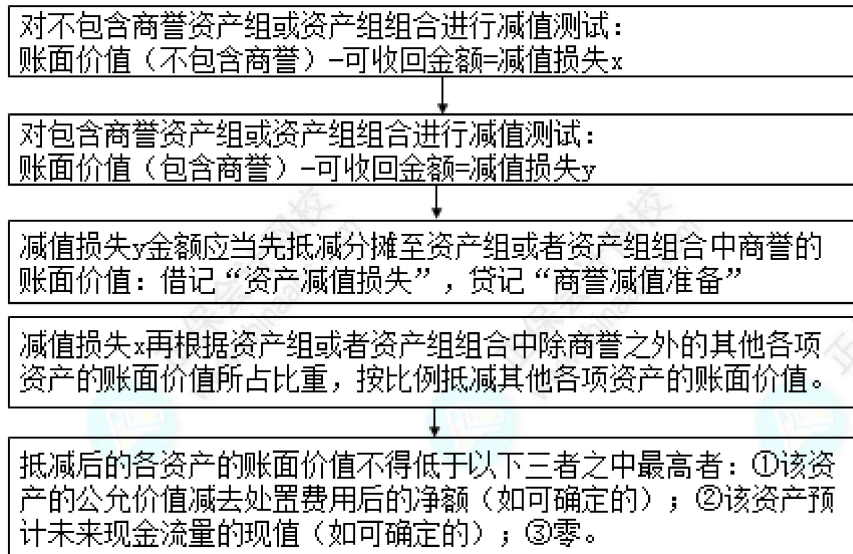 对不包含商誉资产组或资产组组合进行减值测试：
账面价值（不包含商誉）-可收回金额=减值损失x
对包含商誉资产组或资产组组合进行减值测试：
账面价值（包含商誉）-可收回金额=减值损失y
减值损失y金额应当先抵减分摊至资产组或者资产组组合中商誉的
账面价值：借记“资产减值损失”，贷记“商誉减值准备”
减值损失x再根据资产组或者资产组组合中除商誉之外的其他各项
资产的账面价值所占比重，按比例抵减其他各项资产的账面价值。
抵减后的各资产的账面价值不得低于以下三者之中最高者：①该资
产的公允价值减去处置费用后的净额（如可确定的）；②该资产预
计未来现金流量的现值（如可确定的）；③零。